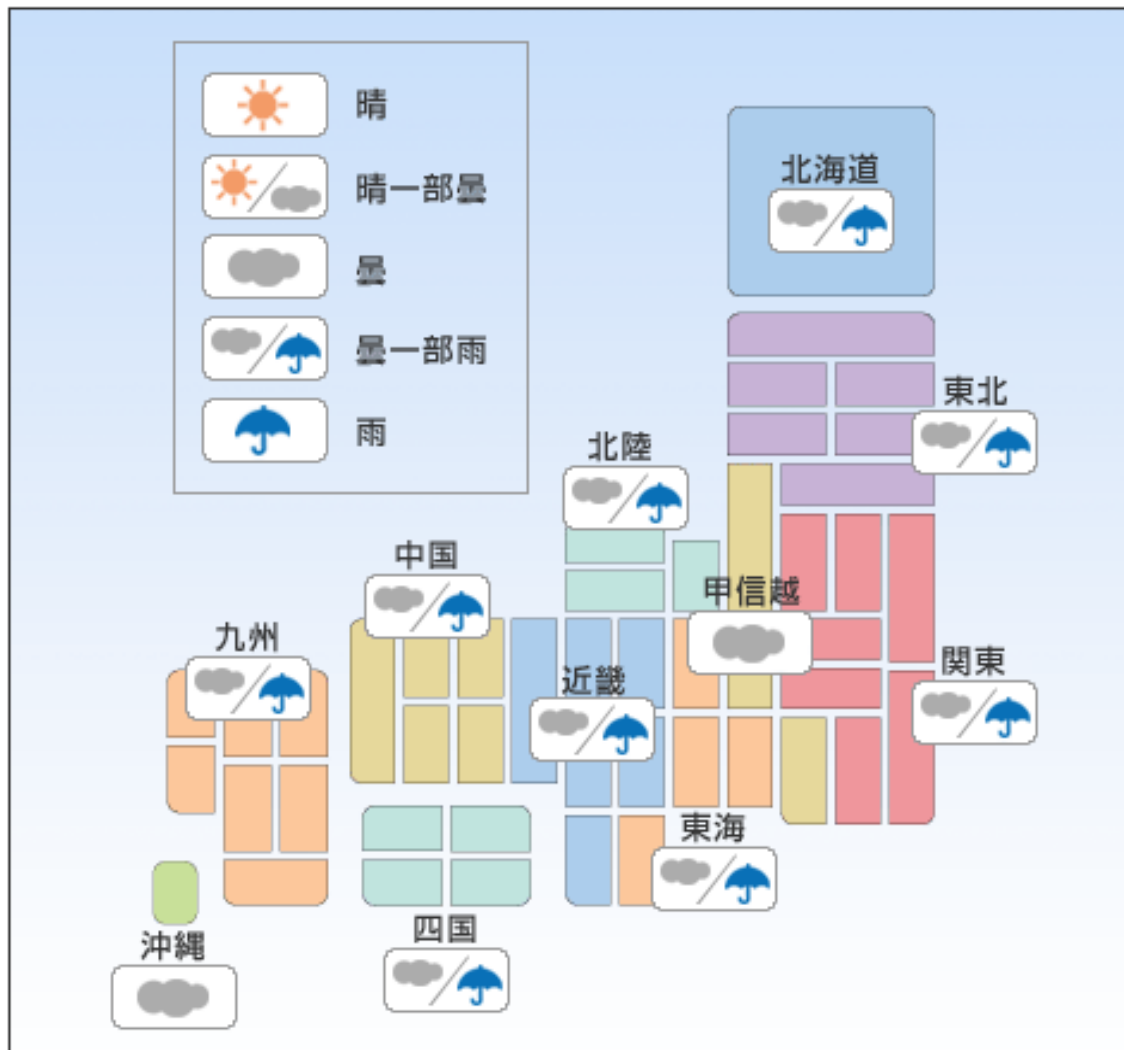 晴
晴一部曇
曇
曇一部雨
雨
北海道
東北
北陸
中国
甲信越
九州
近畿
関東
東海
四国
沖縄